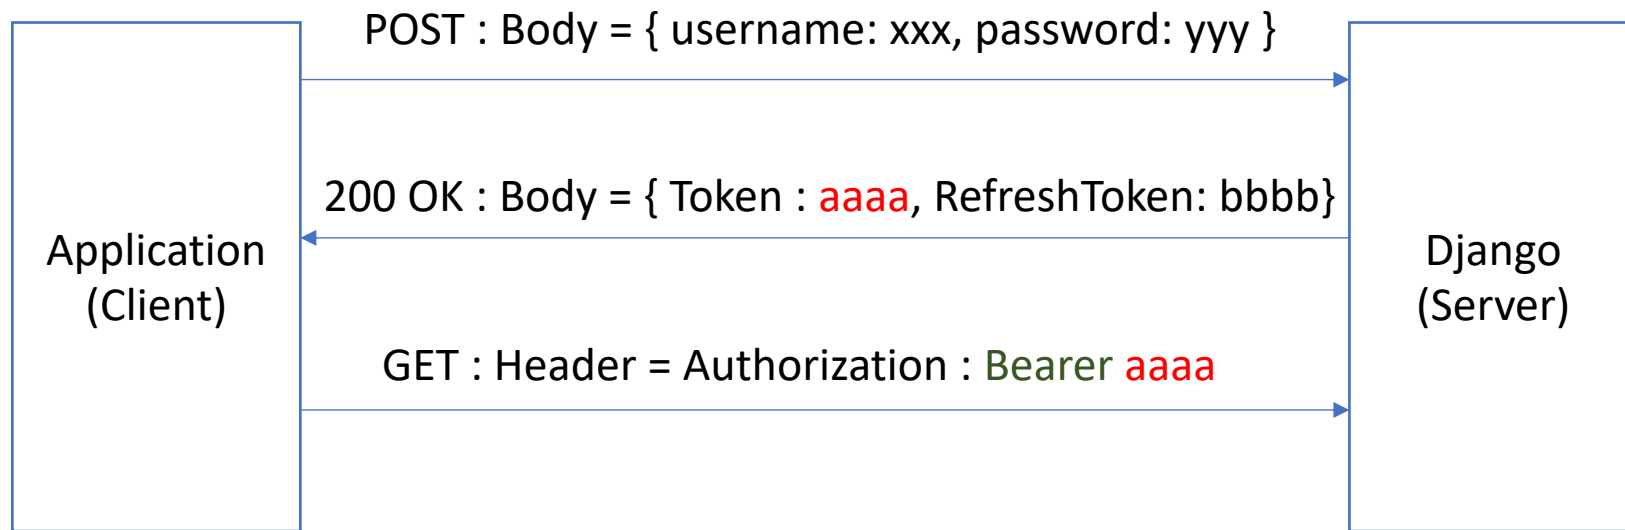 POST : Body = { username: xxx, password: yyy }
200 OK : Body = { Token : aaaa, RefreshToken: bbbb}
Application
(Client)
Django
(Server)
GET : Header = Authorization : Bearer aaaa